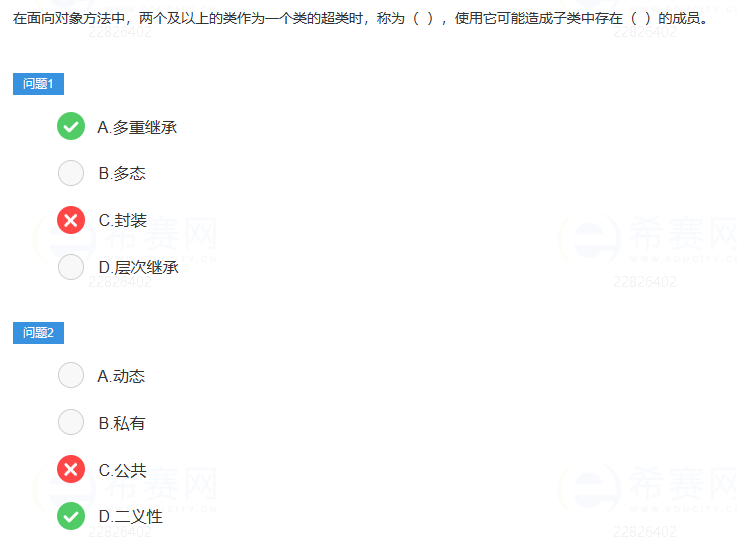 在面向对象方法中，两个及以上的类作为一个类的超类时，称为（ ），使用它可能造成子类中存在（ ）的成员。
22826402
22826402
问题1
A.多重继承
B.多态
C.封装
希赛网
希赛网
WWW.EDUCITY.CN
D.层次继承
22826402
22826402
问题2
A.动态
B.私有
C.公共
希赛网
希赛网
D.二义性
22826402
22826402